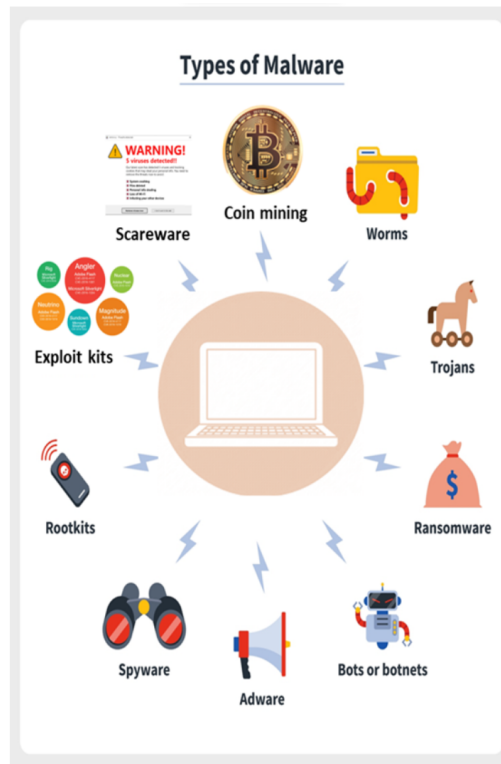 Types of Malware
WARNING!
5 viruses detected!!!
Coin mining
Scareware
Worms
Rig
Angler
Adobe Flash
Microsoft Silverlight
Nuclear
Neutrino
Adobe Flash
Sundown
Magnitude
Adobe Flash
Exploit kits
Trojans
Rootkits
$
Ransomware
Spyware
Adware
Bots or botnets